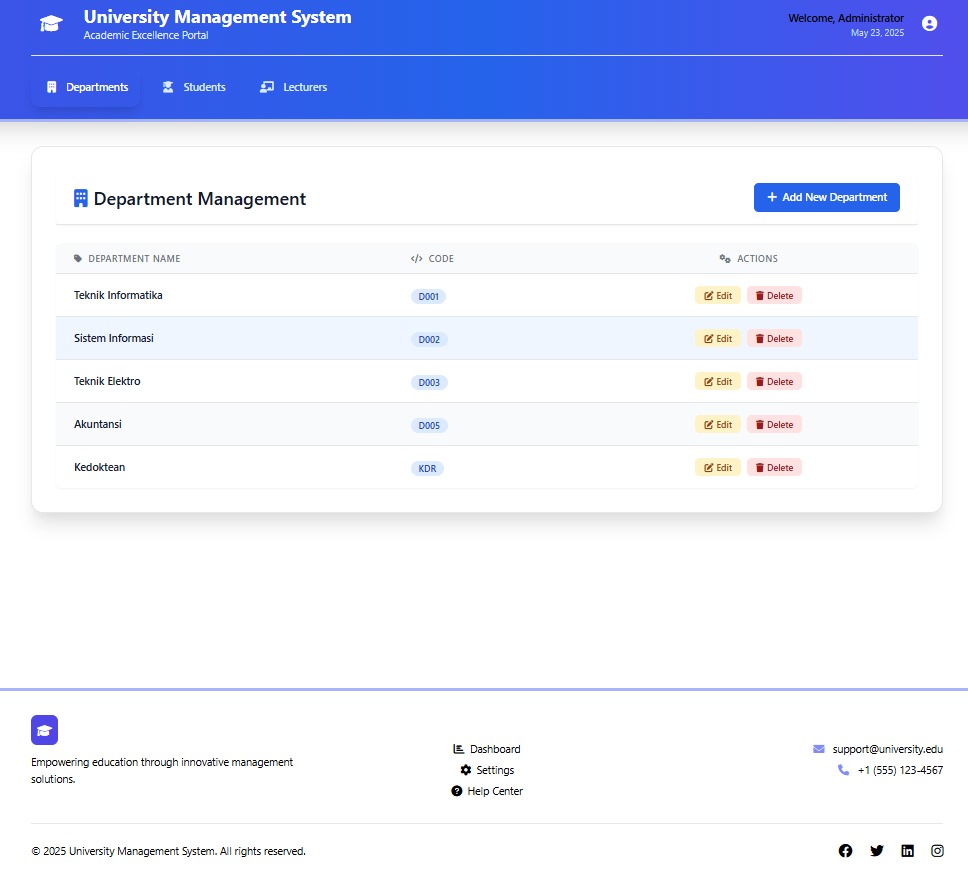 University Management System
Academic Excellence Portal
Welcome, Administrator
May 23, 2025
Departments
Students
Lecturers
Department Management
Add New Department
DEPARTMENT NAME CODE ACTIONS
Teknik Informatika D001 Edit Delete
Sistem Informasi D002 Edit Delete
Teknik Elektro D003 Edit Delete
Akuntansi D005 Edit Delete
Kedoktean KDR Edit Delete
Empowering education through innovative management
solutions.
Dashboard
Settings
Help Center
support@university.edu
+1 (555) 123-4567
© 2025 University Management System. All rights reserved.